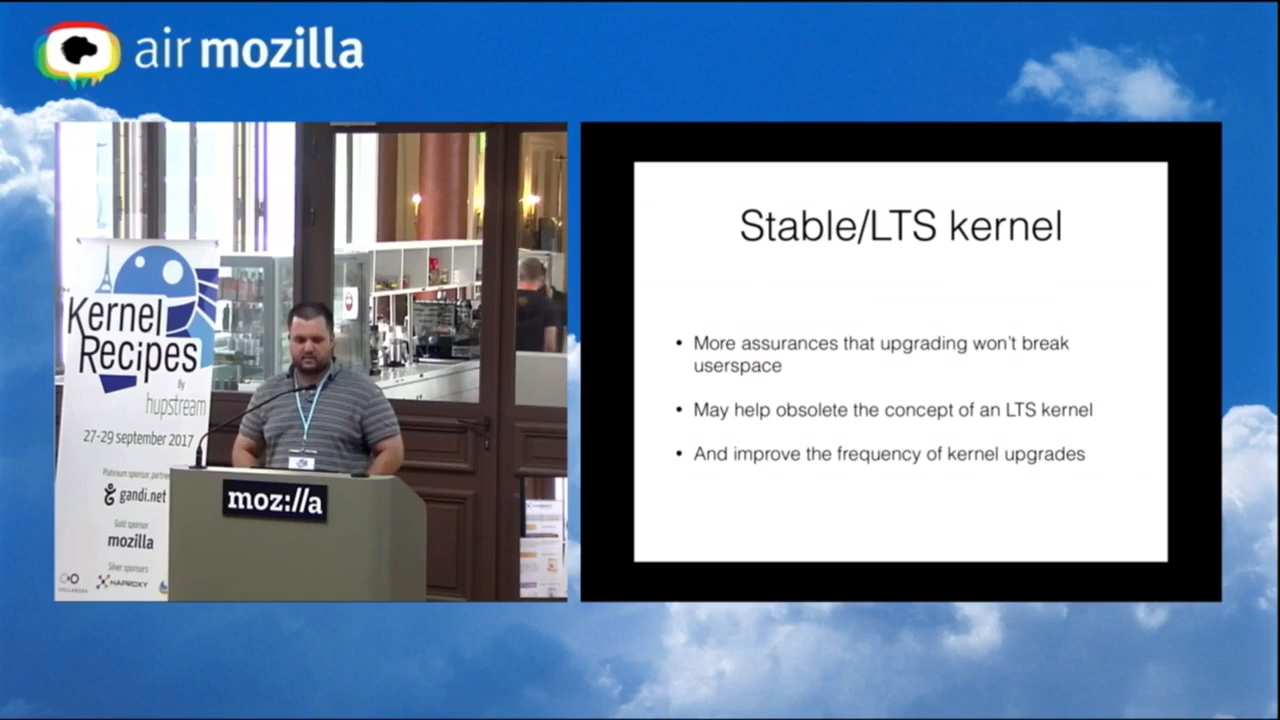 air mozilla
Kernel
Recipes
By
hupstream
27-29 september 2017
Platinum sponsor, partner
gandi.net
Gold sponsor
mozilla
Silver sponsors
HAPROXY
moz://a
Stable/LTS kernel
• More assurances that upgrading won't break
userspace
• May help obsolete the concept of an LTS kernel
• And improve the frequency of kernel upgrades